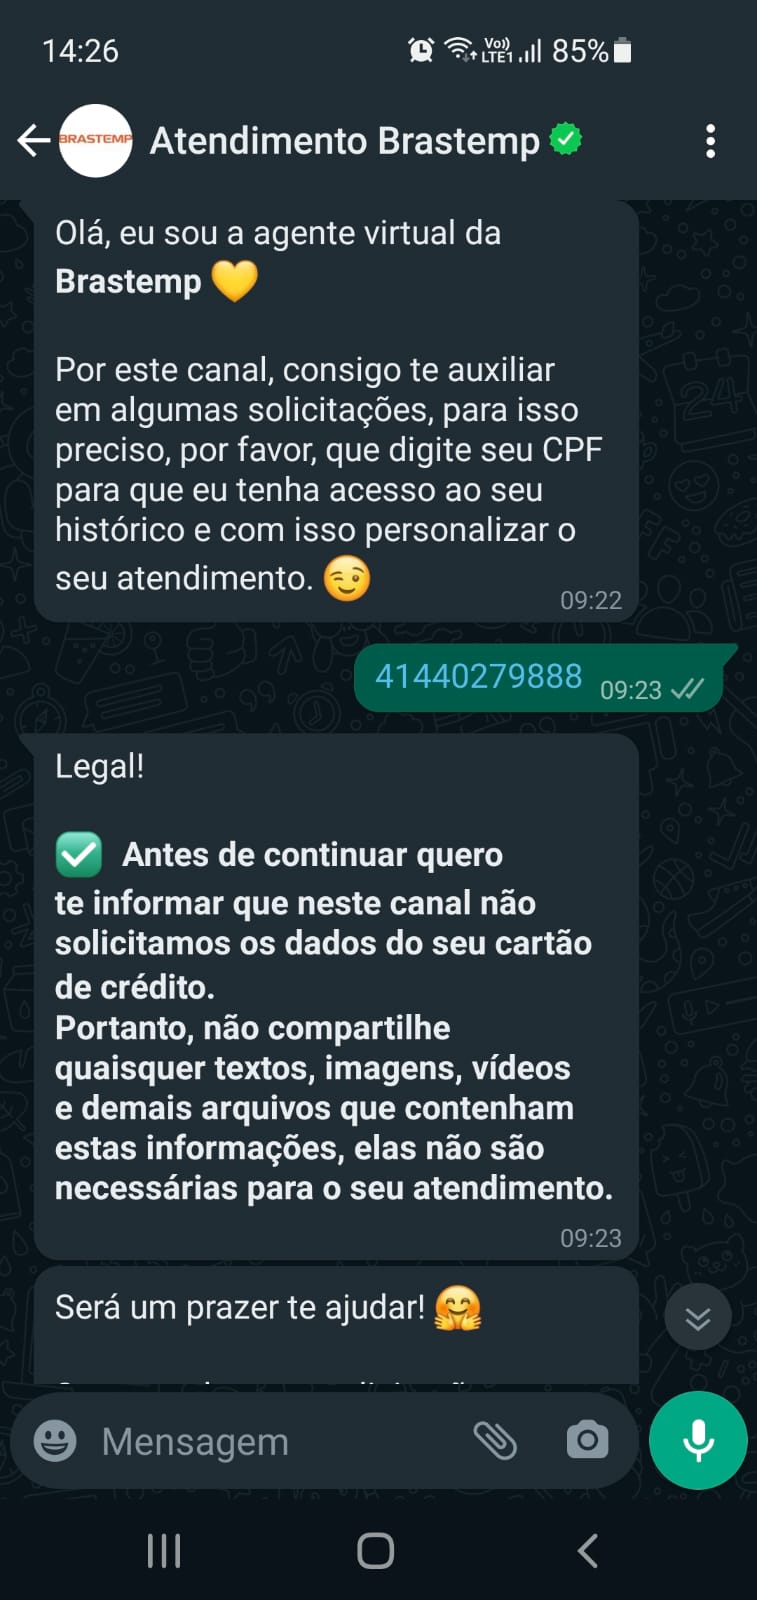 14:26
Vo))
LTE1
85%
BRASTEMP
Atendimento Brastemp
Olá, eu sou a agente virtual da
Brastemp 💛
Por este canal, consigo te auxiliar
em algumas solicitações, para isso
preciso, por favor, que digite seu CPF
para que eu tenha acesso ao seu
histórico e com isso personalizar o
seu atendimento. 😉
09:22
41440279888
09:23
Legal!
✅ Antes de continuar quero
te informar que neste canal não
solicitamos os dados do seu cartão
de crédito.
Portanto, não compartilhe
quaisquer textos, imagens, vídeos
e demais arquivos que contenham
estas informações, elas não são
necessárias para o seu atendimento.
09:23
Será um prazer te ajudar! 🤗
Mensagem